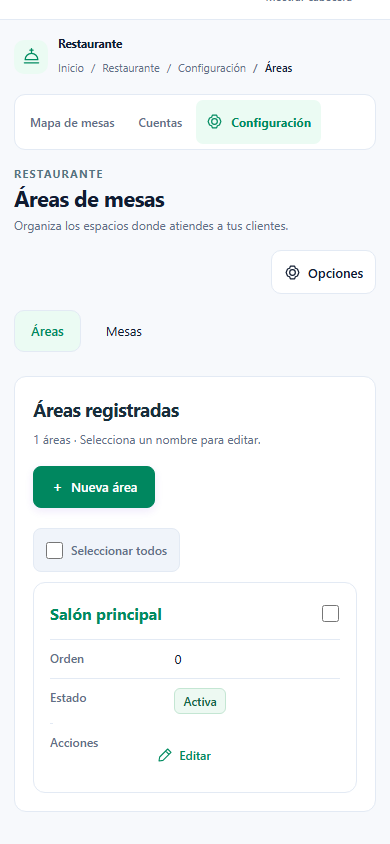 Restaurante
Inicio / Restaurante / Configuración / Áreas
Mapa de mesas Cuentas Configuración
RESTAURANTE
Áreas de mesas
Organiza los espacios donde atiendes a tus clientes.
Opciones
Áreas Mesas
Áreas registradas
1 áreas · Selecciona un nombre para editar.
+ Nueva área
Seleccionar todos
Salón principal
Orden 0
Estado Activa
Acciones
Editar